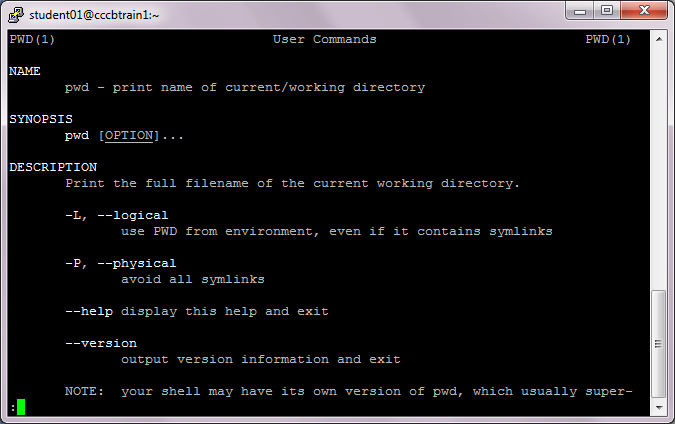 student01@cccbtrain1:~
PWD(1) User Commands PWD(1)
NAME
pwd - print name of current/working directory
SYNOPSIS
pwd [OPTION]...
DESCRIPTION
Print the full filename of the current working directory.
-L, --logical
use PWD from environment, even if it contains symlinks
-P, --physical
avoid all symlinks
--help display this help and exit
--version
output version information and exit
NOTE: your shell may have its own version of pwd, which usually super-
: